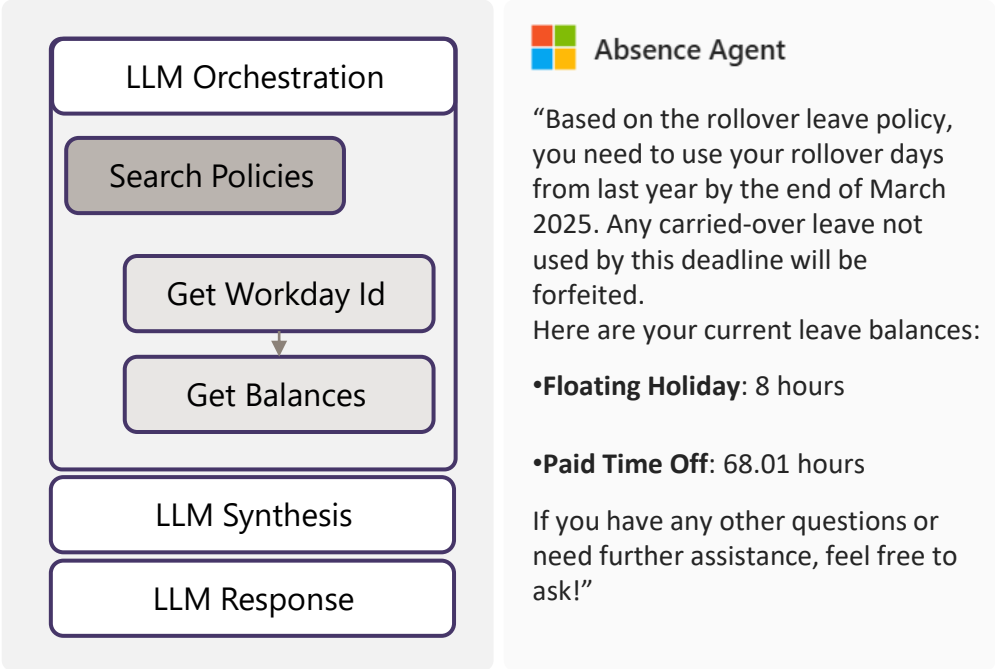 LLM Orchestration
Search Policies
Get Workday Id
Get Balances
LLM Synthesis
LLM Response
Absence Agent
“Based on the rollover leave policy,
you need to use your rollover days
from last year by the end of March
2025. Any carried-over leave not
used by this deadline will be
forfeited.
Here are your current leave balances:
•Floating Holiday: 8 hours
•Paid Time Off: 68.01 hours
If you have any other questions or
need further assistance, feel free to
ask!”